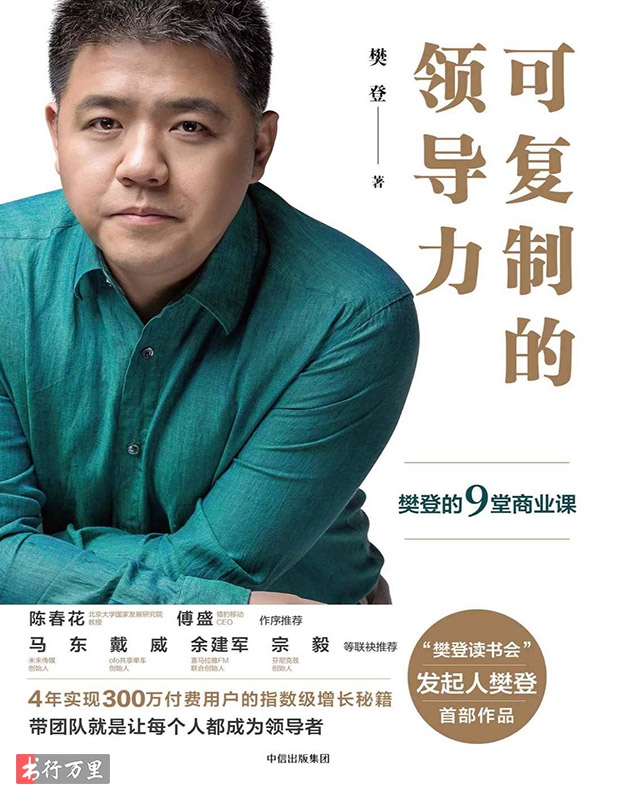 可复制的
领导力
樊登——著
樊登的9堂商业课
陈春花 北京大学国家发展研究院教授 傅盛 猎豹移动CEO 作序推荐
马东 戴威 余建军 宗毅 等联袂推荐
未来传媒创始人 ofo共享单车创始人 喜马拉雅FM联合创始人 芬尼克兹创始人
4年实现300万付费用户的指数级增长秘籍
带团队就是让每个人都成为领导者
“樊登读书会”
发起人樊登
首部作品
中信出版集团
书行万里